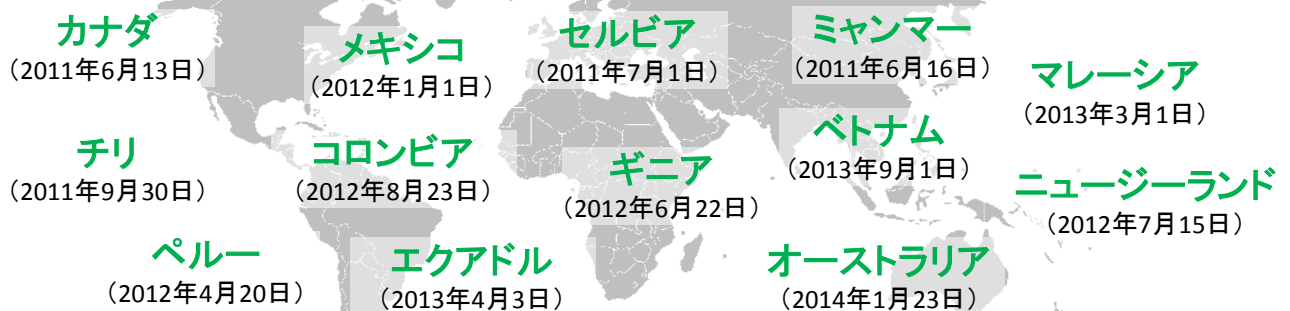 カナダ
（2011年6月13日）
メキシコ
（2012年1月1日）
セルビア
（2011年7月1日）
ミャンマー
（2011年6月16日）
マレーシア
（2013年3月1日）
チリ
（2011年9月30日）
コロンビア
（2012年8月23日）
ギニア
（2012年6月22日）
ベトナム
（2013年9月1日）
ニュージーランド
（2012年7月15日）
ペルー
（2012年4月20日）
エクアドル
（2013年4月3日）
オーストラリア
（2014年1月23日）